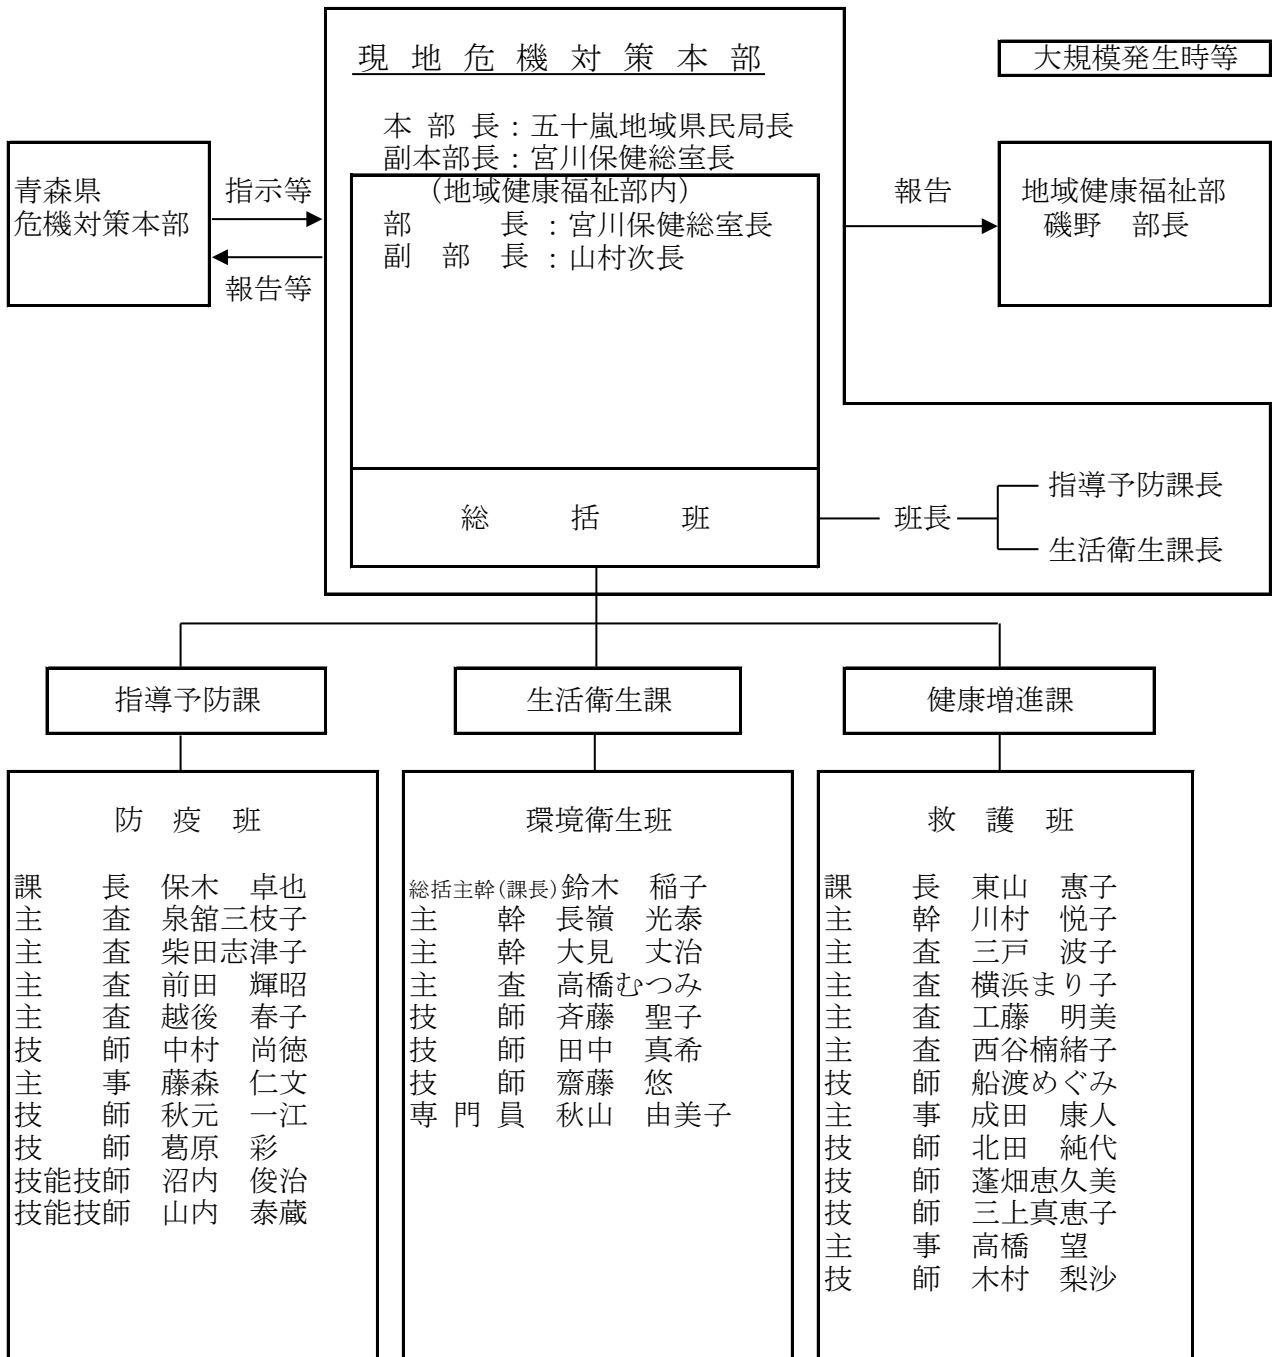 現地危機対策本部
大規模発生時等
本部長：五十嵐地域県民局長
副本部長：宮川保健総室長
（地域健康福祉部内）
部　　長：宮川保健総室長
副部長：山村次長
青森県
危機対策本部
指示等
報告等
報告
地域健康福祉部
磯野　部長
総　括　班
班長
指導予防課長
生活衛生課長
指導予防課
生活衛生課
健康増進課
防　疫　班
課　　長　保木　卓也
主　　査　泉舘三枝子
主　　査　柴田志津子
主　　査　前田　輝昭
主　　査　越後　春子
技　　師　中村　尚徳
主　　事　藤森　仁文
技　　師　秋元　一江
技　　師　葛原　彩
技能技師　沼内　俊治
技能技師　山内　泰蔵
環境衛生班
総括主幹(課長)鈴木　稲子
主　　幹　長嶺　光泰
主　　幹　大見　丈治
主　　査　高橋むつみ
技　　師　斉藤　聖子
技　　師　田中　真希
技　　師　齋藤　悠
専門員　秋山　由美子
救　護　班
課　　長　東山　惠子
主　　幹　川村　悦子
主　　査　三戸　波子
主　　査　横浜まり子
主　　査　工藤　明美
主　　査　西谷楠緒子
技　　師　船渡めぐみ
主　　事　成田　康人
技　　師　北田　純代
技　　師　蓬畑恵久美
技　　師　三上真恵子
主　　事　高橋　望
技　　師　木村　梨沙